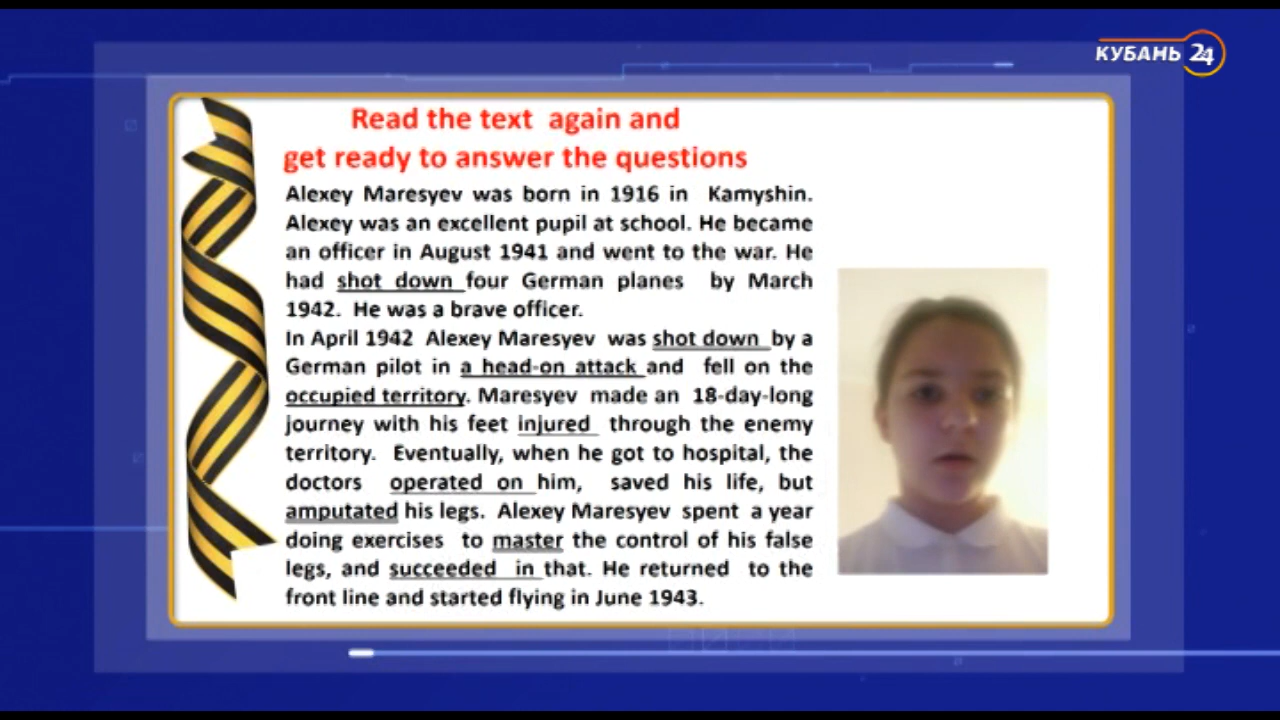 КУБАНЬ 24
Read the text again and
get ready to answer the questions
Alexey Maresyev was born in 1916 in Kamyshin.
Alexey was an excellent pupil at school. He became
an officer in August 1941 and went to the war. He
had shot down four German planes by March
1942. He was a brave officer.
In April 1942 Alexey Maresyev was shot down by a
German pilot in a head-on attack and fell on the
occupied territory. Maresyev made an 18-day-long
journey with his feet injured through the enemy
territory. Eventually, when he got to hospital, the
doctors operated on him, saved his life, but
amputated his legs. Alexey Maresyev spent a year
doing exercises to master the control of his false
legs, and succeeded in that. He returned to the
front line and started flying in June 1943.